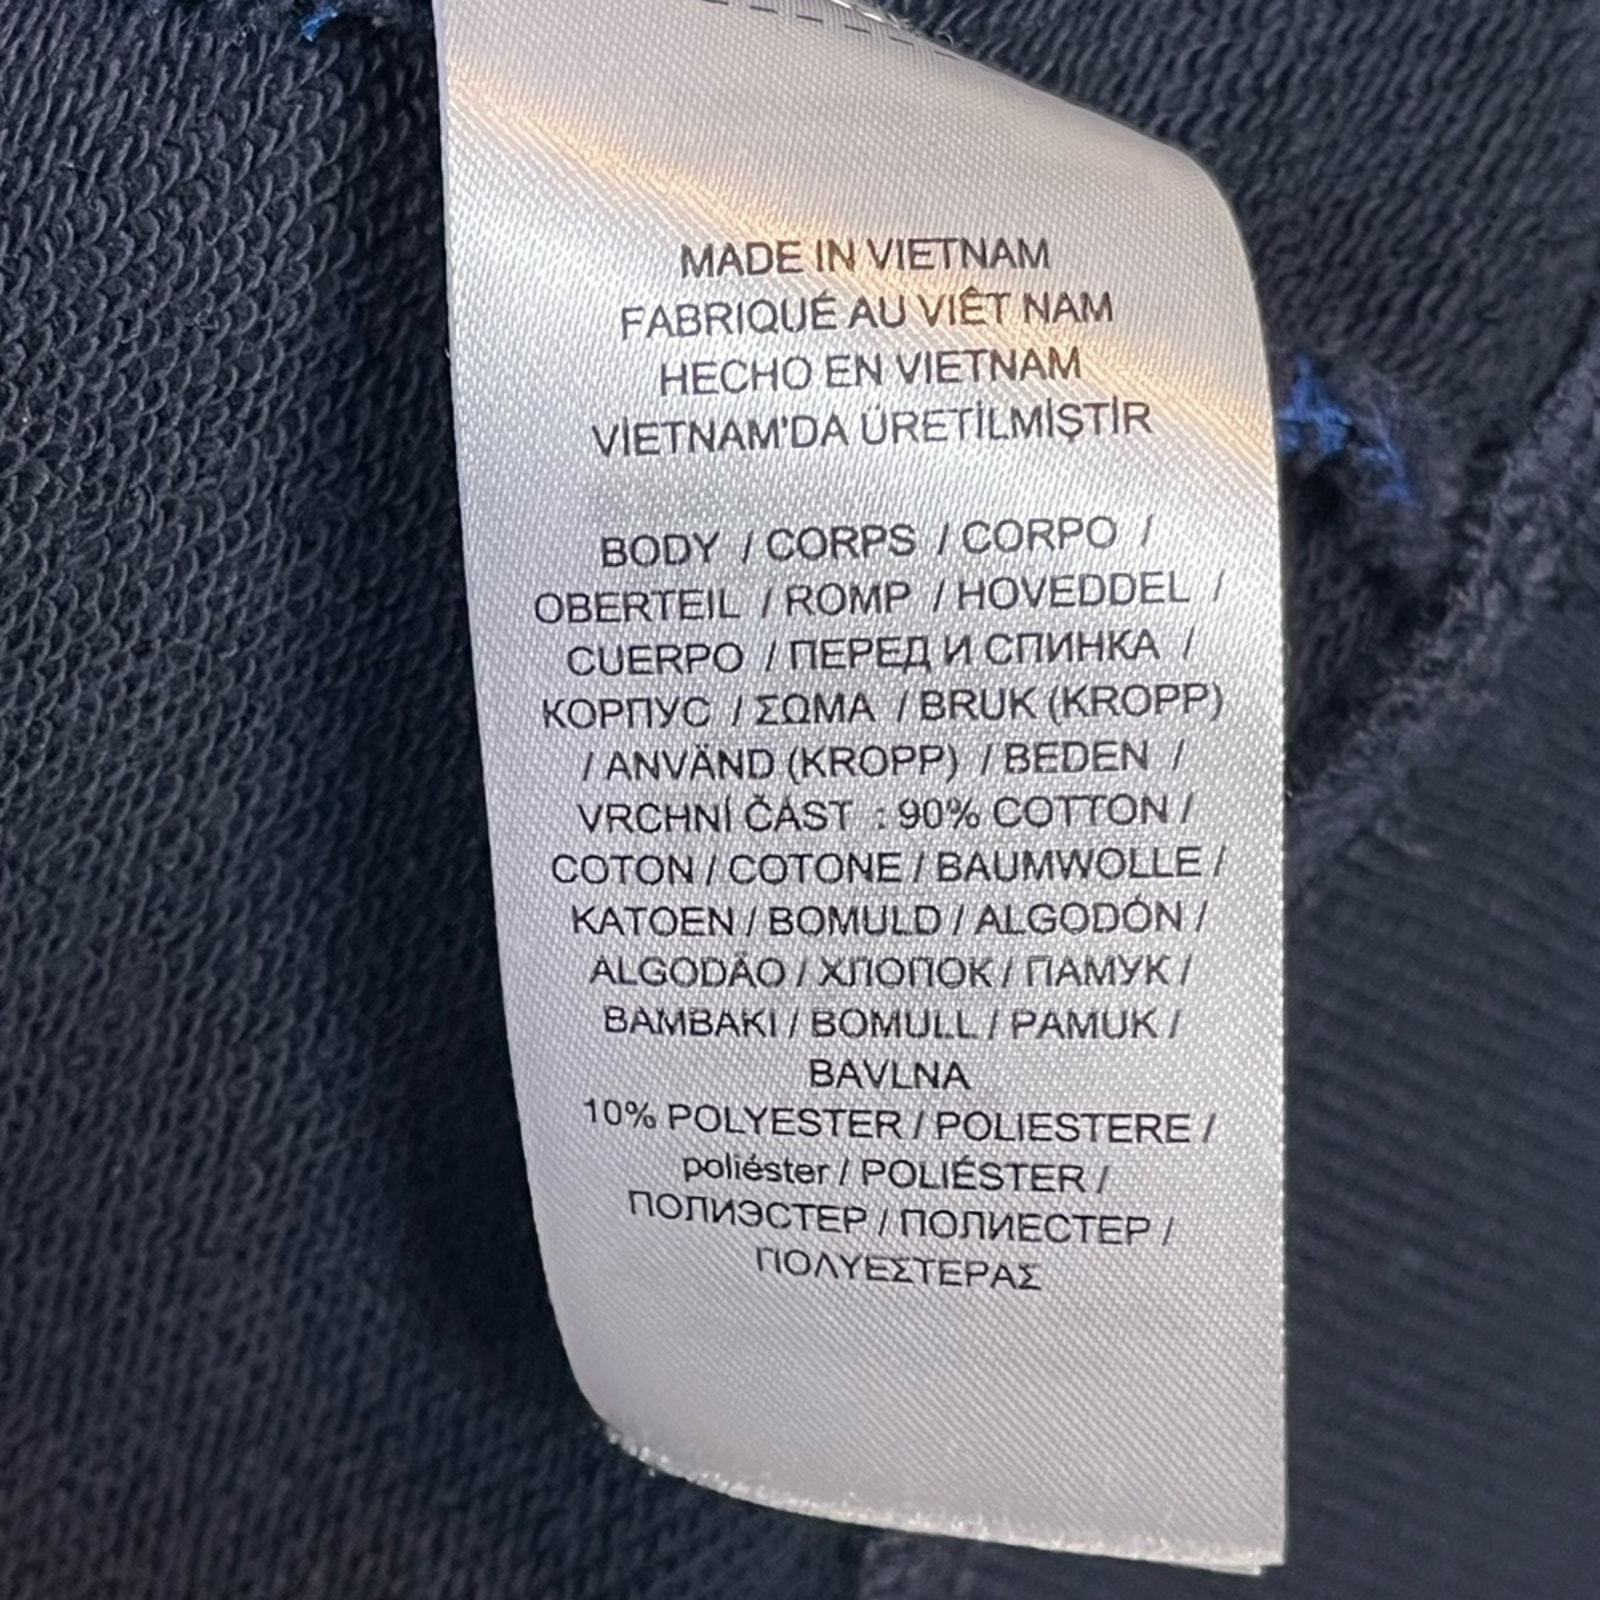 MADE IN VIETNAM
FABRIQUÉ AU VIÊT NAM
HECHO EN VIETNAM
VİETNAM'DA ÜRETİLMİŞTİR
BODY / CORPS / CORPO /
OBERTEIL / ROMP / HOVEDDEL /
CUERPO / ПЕРЕД И СПИНКА /
КОРПУС / ΣΩΜΑ / BRUK (KROPP)
/ ANVÄND (KROPP) / BEDEN /
VRCHNÍ ČÁST : 90% COTTON /
COTON / COTONE / BAUMWOLLE /
KATOEN / BOMULD / ALGODÓN /
ALGODÃO / ХЛОПОК / ПАМУК /
BAMBAKI / BOMULL / PAMUK /
BAVLNA
10% POLYESTER / POLIESTERE /
poliéster / POLIÉSTER /
ПОЛИЭСТЕР / ПОЛИЕСТЕР /
ΠΟΛΥΕΣΤΕΡΑΣ